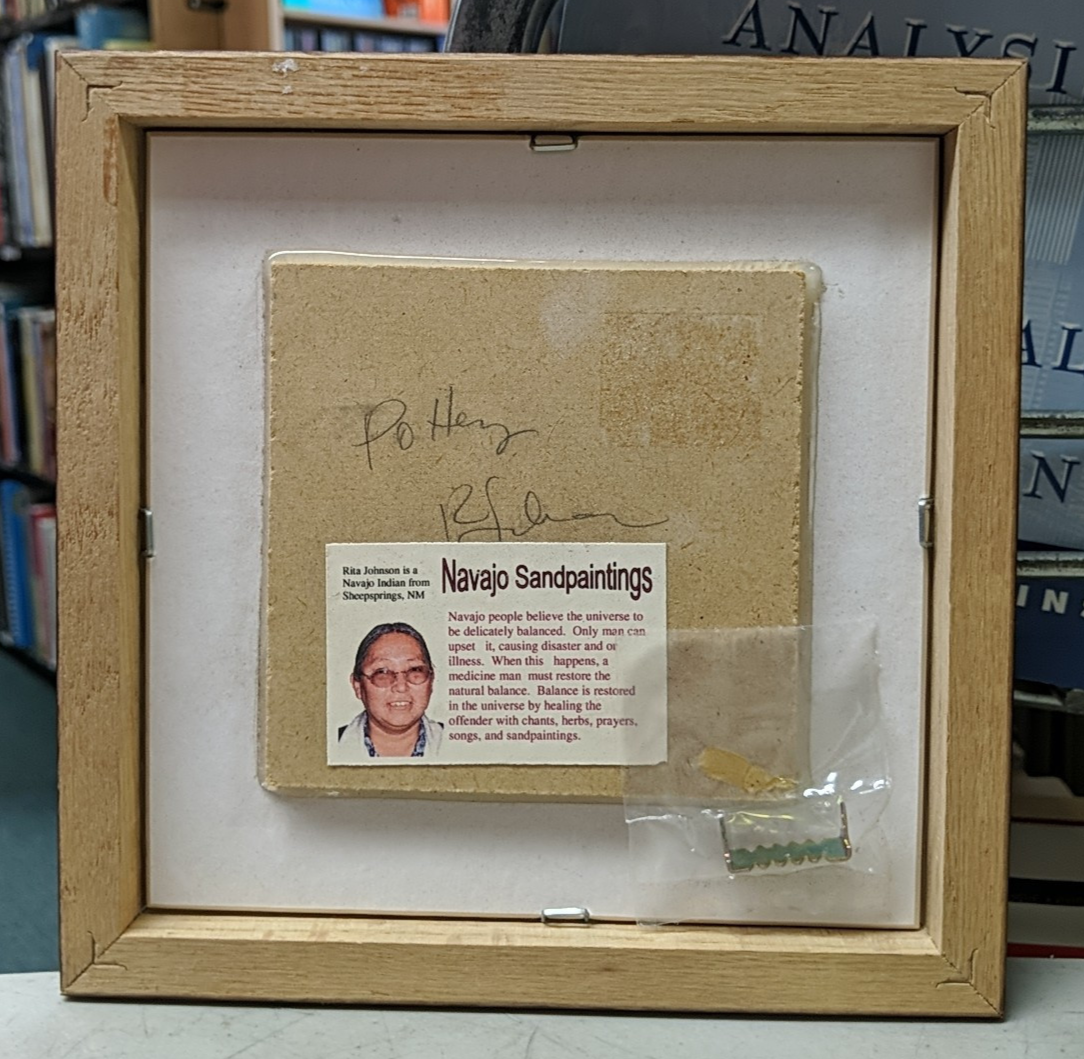 ANALYSI
AL
N
IN
Pottery
R Johnson
Rita Johnson is a
Navajo Indian from
Sheepsprings, NM
Navajo Sandpaintings
Navajo people believe the universe to
be delicately balanced. Only man can
upset it, causing disaster and or
illness. When this happens, a
medicine man must restore the
natural balance. Balance is restored
in the universe by healing the
offender with chants, herbs, prayers,
songs, and sandpaintings.